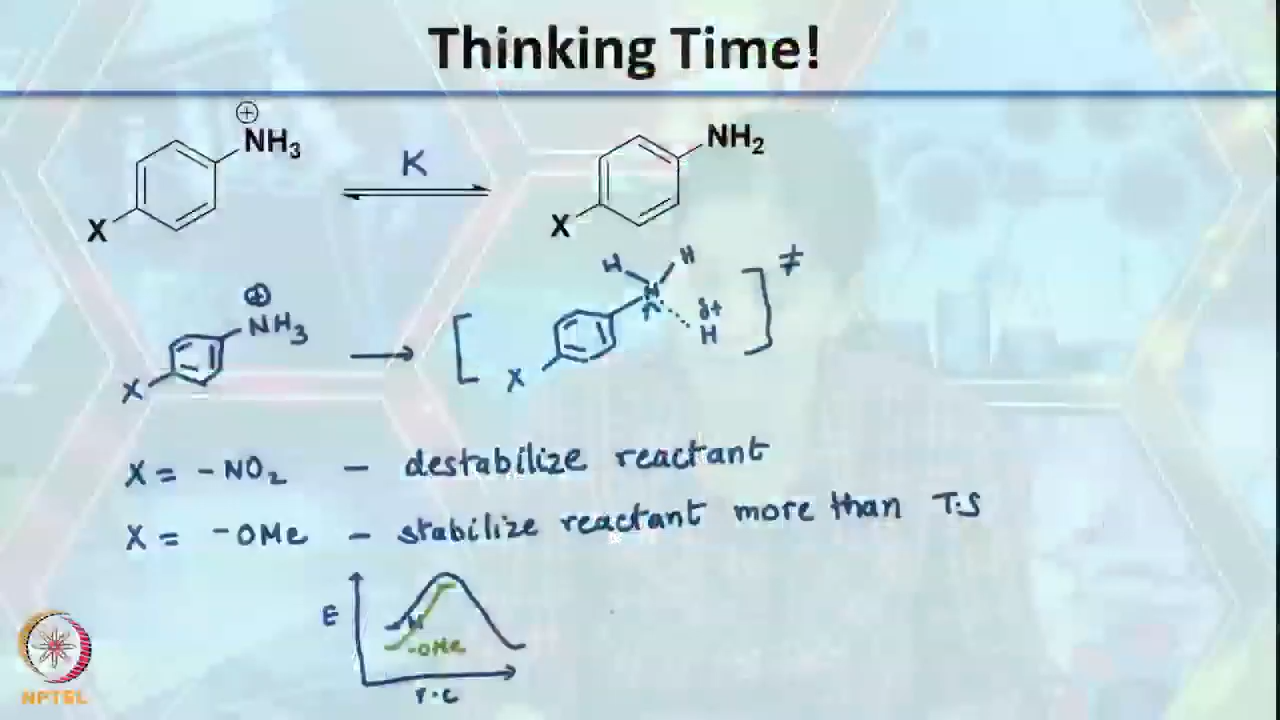 Thinking Time!
⊕
NH3 K NH2
X X
H H ≠
⊕ N δ+
NH3 H
X X
X = -NO2 - destabilize reactant
X = -OMe - stabilize reactant more than T.S
E H
-OMe
r.c
NPTEL